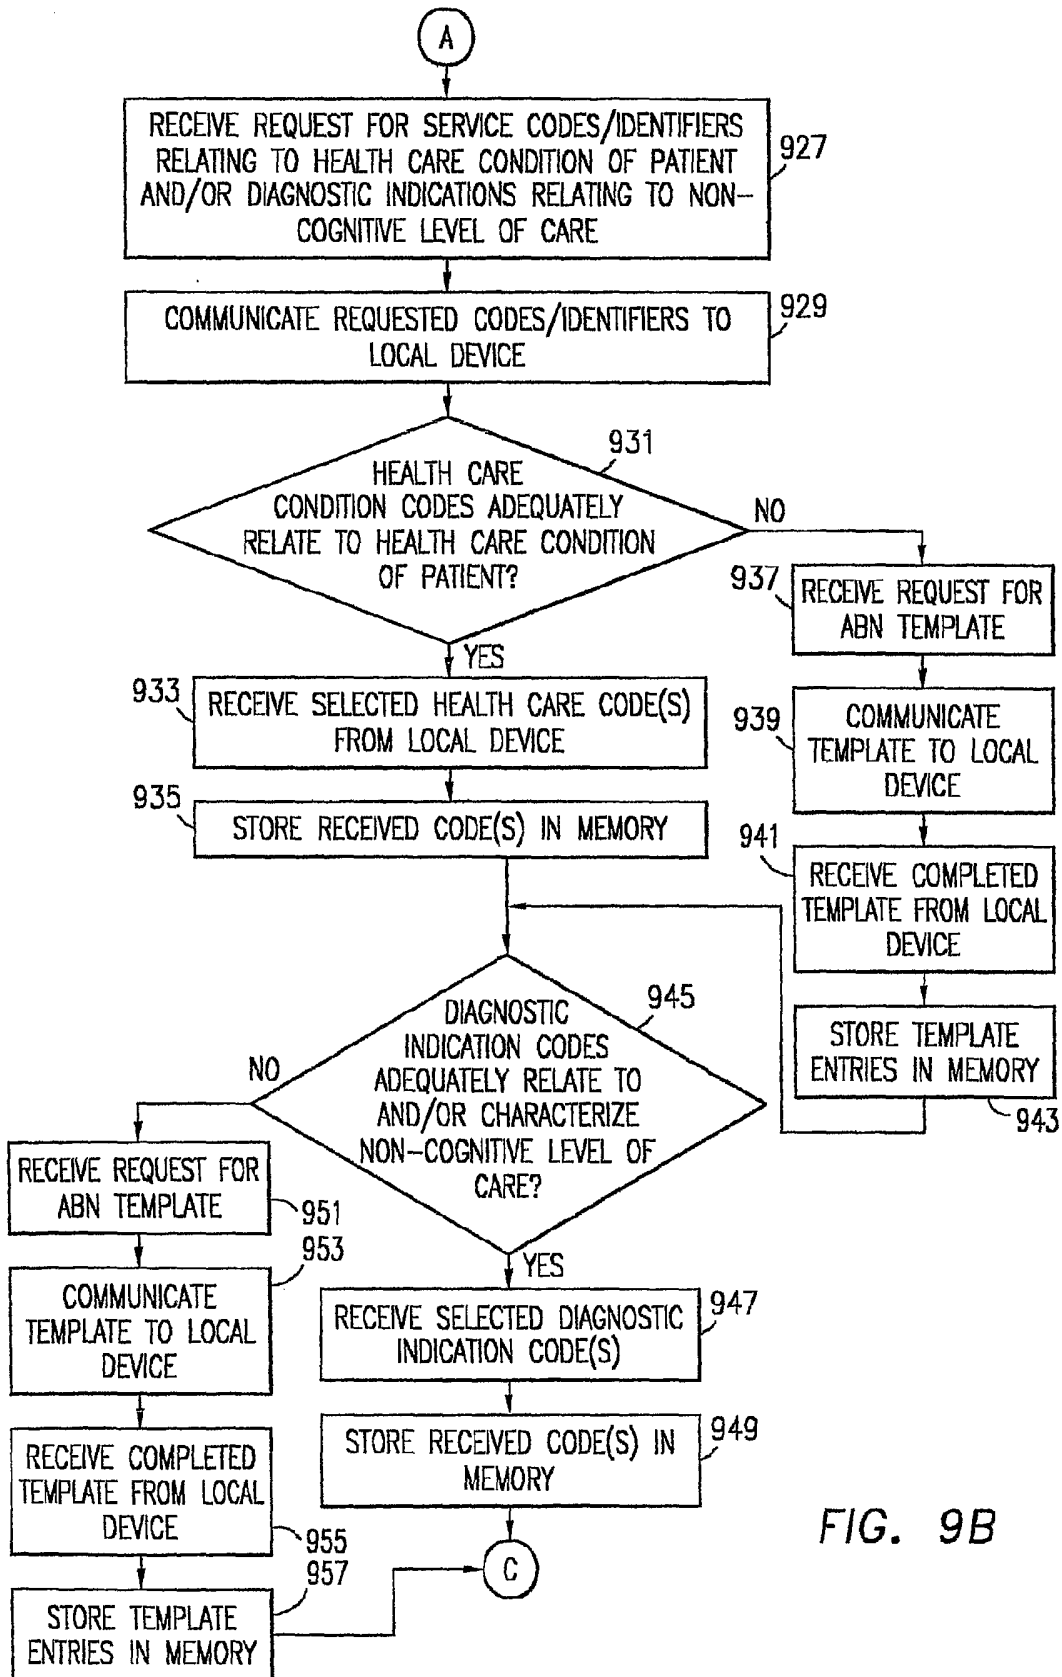 A
RECEIVE REQUEST FOR SERVICE CODES/IDENTIFIERS
RELATING TO HEALTH CARE CONDITION OF PATIENT
AND/OR DIAGNOSTIC INDICATIONS RELATING TO NON-
COGNITIVE LEVEL OF CARE
927
COMMUNICATE REQUESTED CODES/IDENTIFIERS TO
LOCAL DEVICE
929
HEALTH CARE
CONDITION CODES ADEQUATELY
RELATE TO HEALTH CARE CONDITION
OF PATIENT?
931
NO
YES
933
RECEIVE SELECTED HEALTH CARE CODE(S)
FROM LOCAL DEVICE
935
STORE RECEIVED CODE(S) IN MEMORY
937
RECEIVE REQUEST FOR
ABN TEMPLATE
939
COMMUNICATE
TEMPLATE TO LOCAL
DEVICE
941
RECEIVE COMPLETED
TEMPLATE FROM LOCAL
DEVICE
STORE TEMPLATE
ENTRIES IN MEMORY
943
DIAGNOSTIC
INDICATION CODES
ADEQUATELY RELATE TO
AND/OR CHARACTERIZE
NON-COGNITIVE LEVEL OF
CARE?
945
NO
YES
RECEIVE SELECTED DIAGNOSTIC
INDICATION CODE(S)
947
STORE RECEIVED CODE(S) IN
MEMORY
949
RECEIVE REQUEST FOR
ABN TEMPLATE
951
953
COMMUNICATE
TEMPLATE TO LOCAL
DEVICE
RECEIVE COMPLETED
TEMPLATE FROM LOCAL
DEVICE
955
957
STORE TEMPLATE
ENTRIES IN MEMORY
C
FIG. 9B